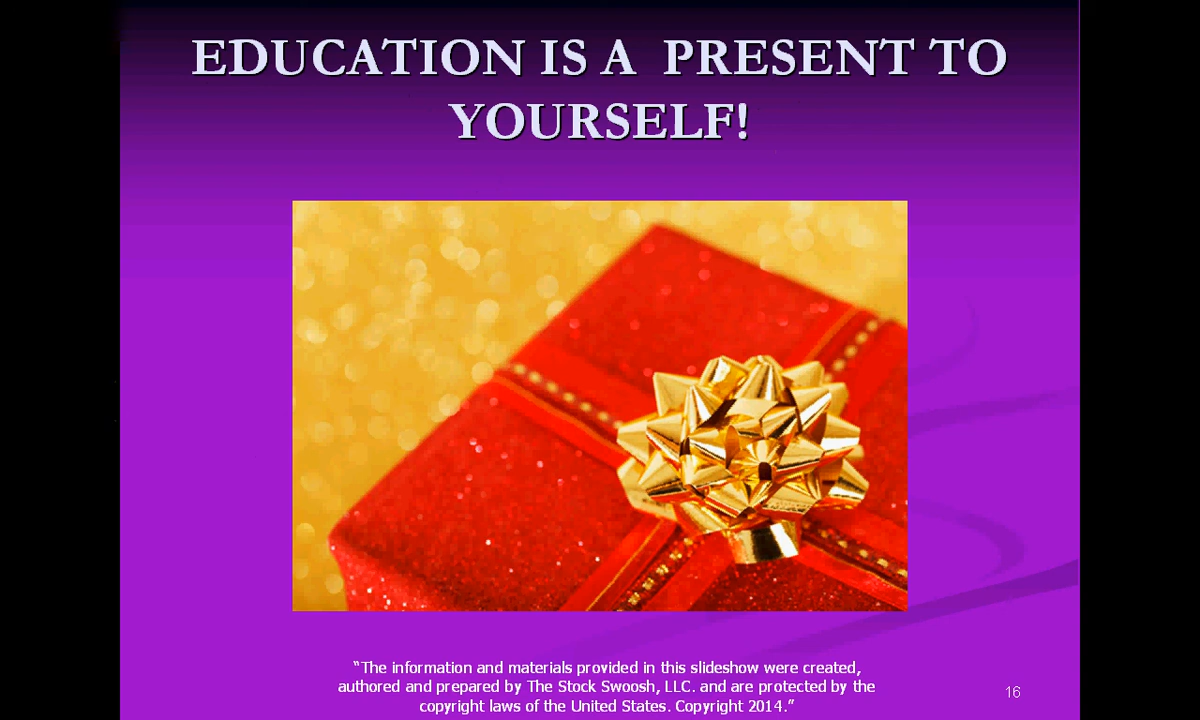 EDUCATION IS A  PRESENT TO
YOURSELF!
“The information and materials provided in this slideshow were created,
authored and prepared by The Stock Swoosh, LLC. and are protected by the
copyright laws of the United States. Copyright 2014.”
16